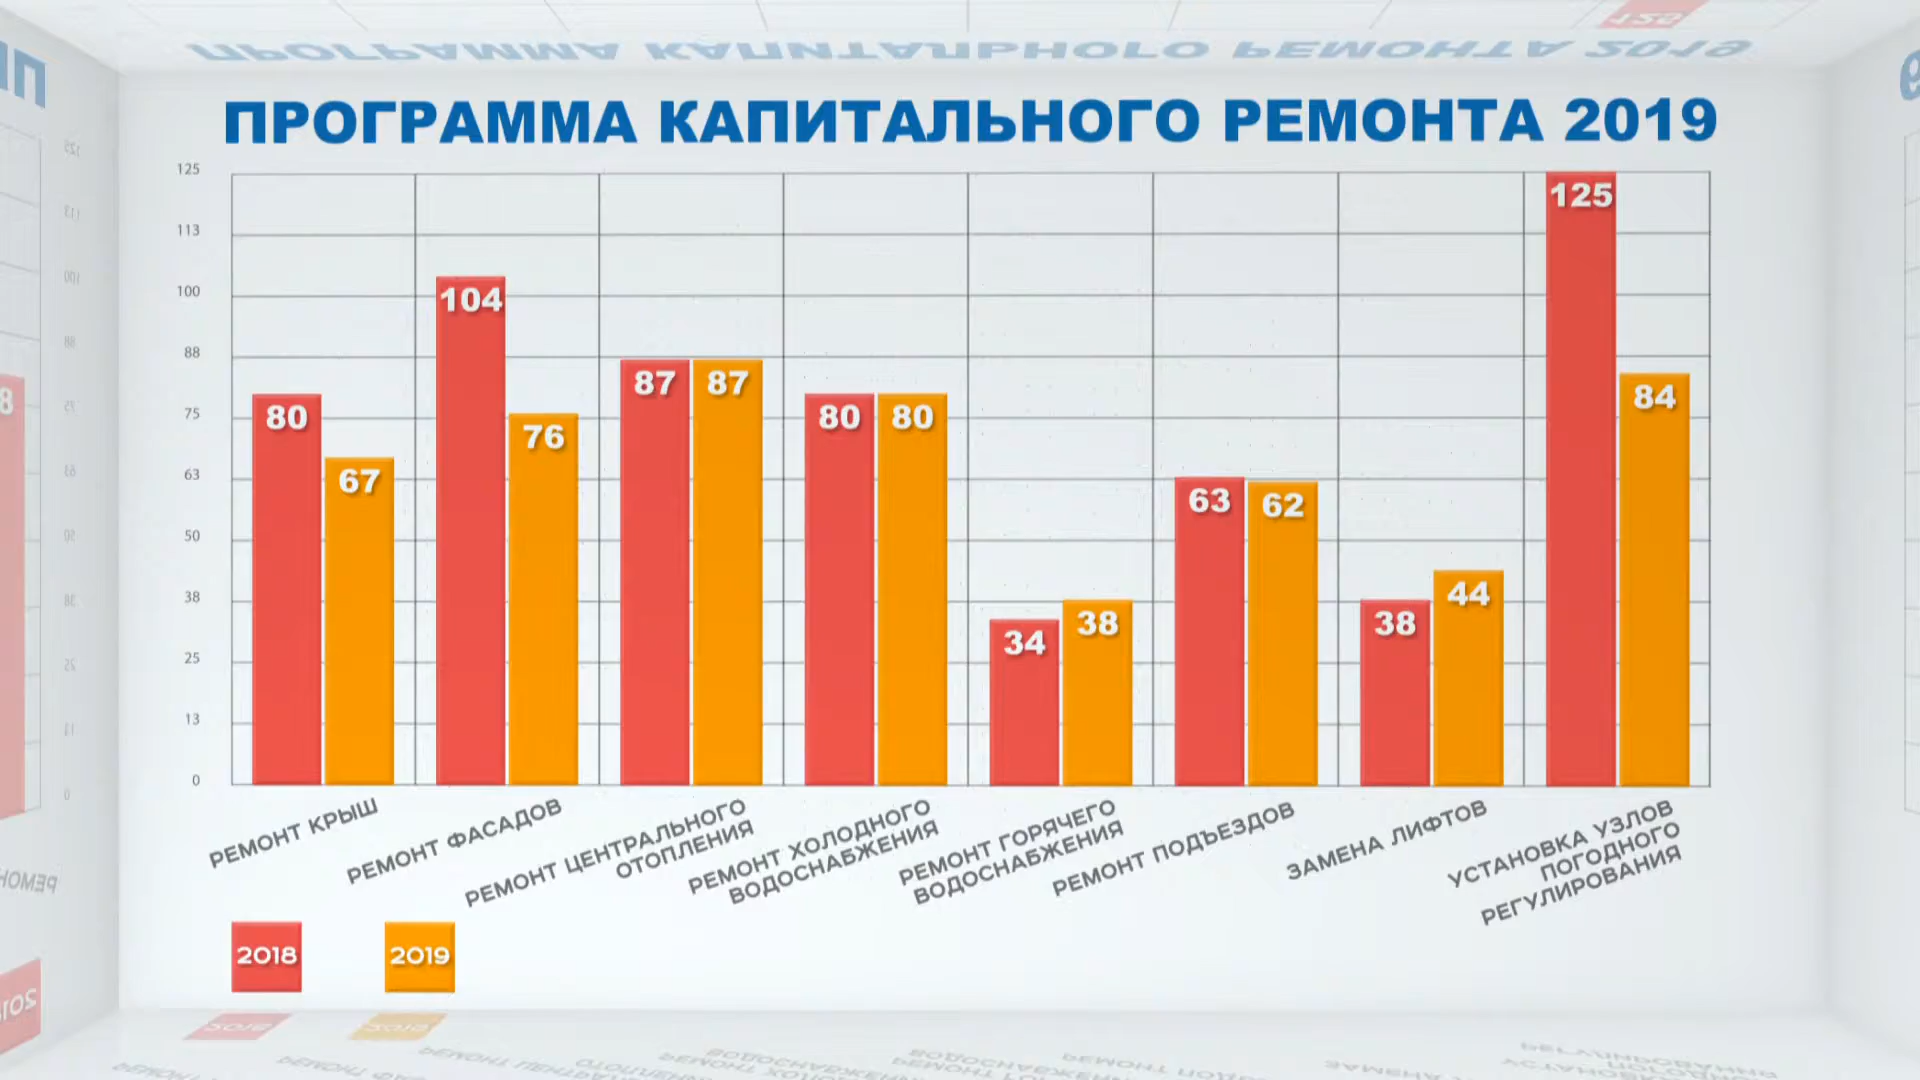 ПРОГРАММА КАПИТАЛЬНОГО РЕМОНТА 2019
125
113
100
88
75
63
50
38
25
13
0
80
67
104
76
87
87
80
80
34
38
63
62
38
44
125
84
РЕМОНТ КРЫШ
РЕМОНТ ФАСАДОВ
РЕМОНТ ЦЕНТРАЛЬНОГО
ОТОПЛЕНИЯ
РЕМОНТ ХОЛОДНОГО
ВОДОСНАБЖЕНИЯ
РЕМОНТ ГОРЯЧЕГО
ВОДОСНАБЖЕНИЯ
РЕМОНТ ПОДЪЕЗДОВ
ЗАМЕНА ЛИФТОВ
УСТАНОВКА УЗЛОВ
ПОГОДНОГО
РЕГУЛИРОВАНИЯ
2018
2019